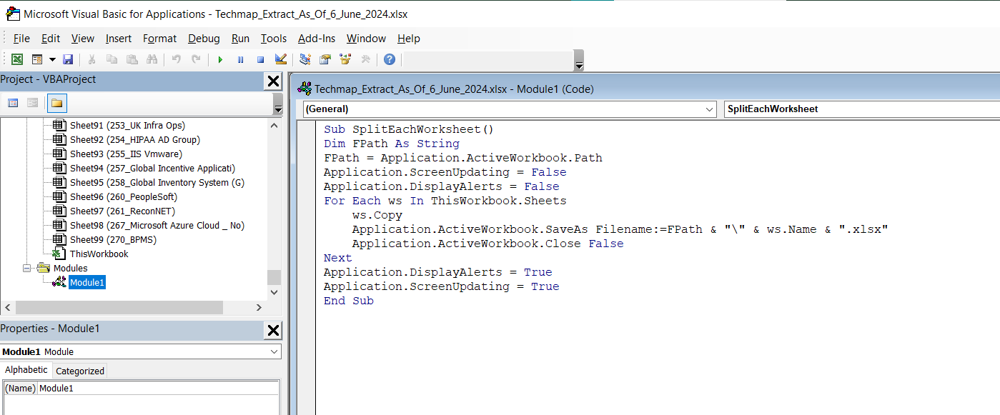 Microsoft Visual Basic for Applications - Techmap_Extract_As_Of_6_June_2024.xlsx
File Edit View Insert Format Debug Run Tools Add-Ins Window Help
Project - VBAProject
Sheet91 (253_UK Infra Ops)
Sheet92 (254_HIPAA AD Group)
Sheet93 (255_IIS Vmware)
Sheet94 (257_Global Incentive Applicati)
Sheet95 (258_Global Inventory System (G)
Sheet96 (260_PeopleSoft)
Sheet97 (261_ReconNET)
Sheet98 (267_Microsoft Azure Cloud _ No)
Sheet99 (270_BPMS)
ThisWorkbook
Modules
Module1
Properties - Module1
Module1 Module
Alphabetic Categorized
(Name) Module1
Techmap_Extract_As_Of_6_June_2024.xlsx - Module1 (Code)
(General) SplitEachWorksheet
Sub SplitEachWorksheet()
Dim FPath As String
FPath = Application.ActiveWorkbook.Path
Application.ScreenUpdating = False
Application.DisplayAlerts = False
For Each ws In ThisWorkbook.Sheets
    ws.Copy
    Application.ActiveWorkbook.SaveAs Filename:=FPath & "\" & ws.Name & ".xlsx"
    Application.ActiveWorkbook.Close False
Next
Application.DisplayAlerts = True
Application.ScreenUpdating = True
End Sub